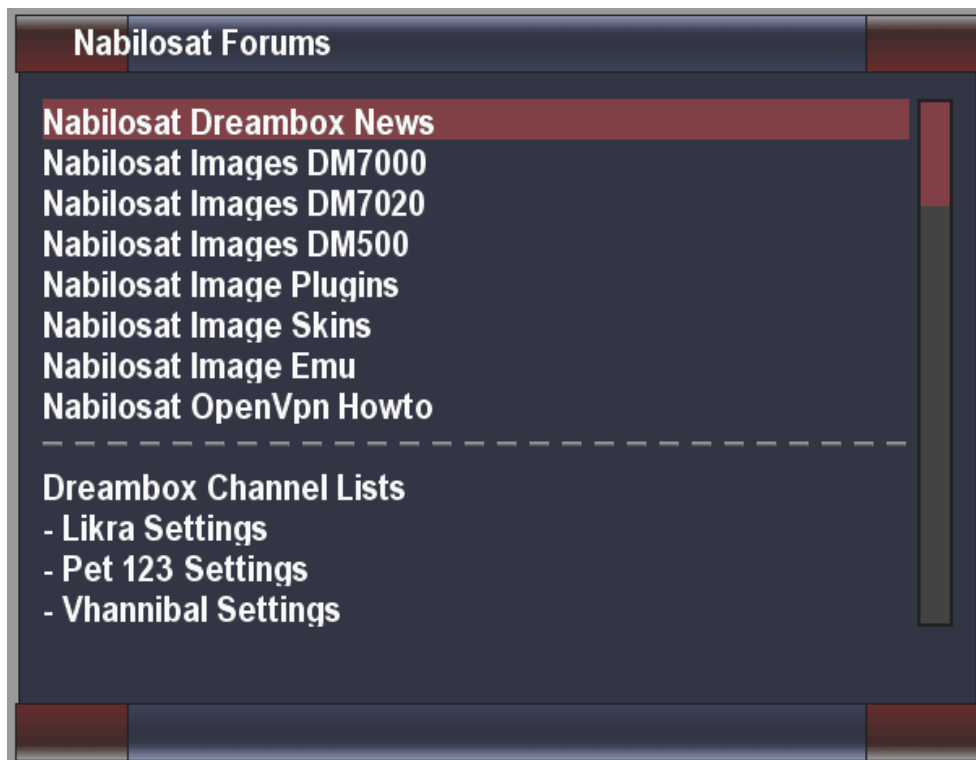 Nabilosat Forums
Nabilosat Dreambox News
Nabilosat Images DM7000
Nabilosat Images DM7020
Nabilosat Images DM500
Nabilosat Image Plugins
Nabilosat Image Skins
Nabilosat Image Emu
Nabilosat OpenVpn Howto
Dreambox Channel Lists
- Likra Settings
- Pet 123 Settings
- Vhannibal Settings